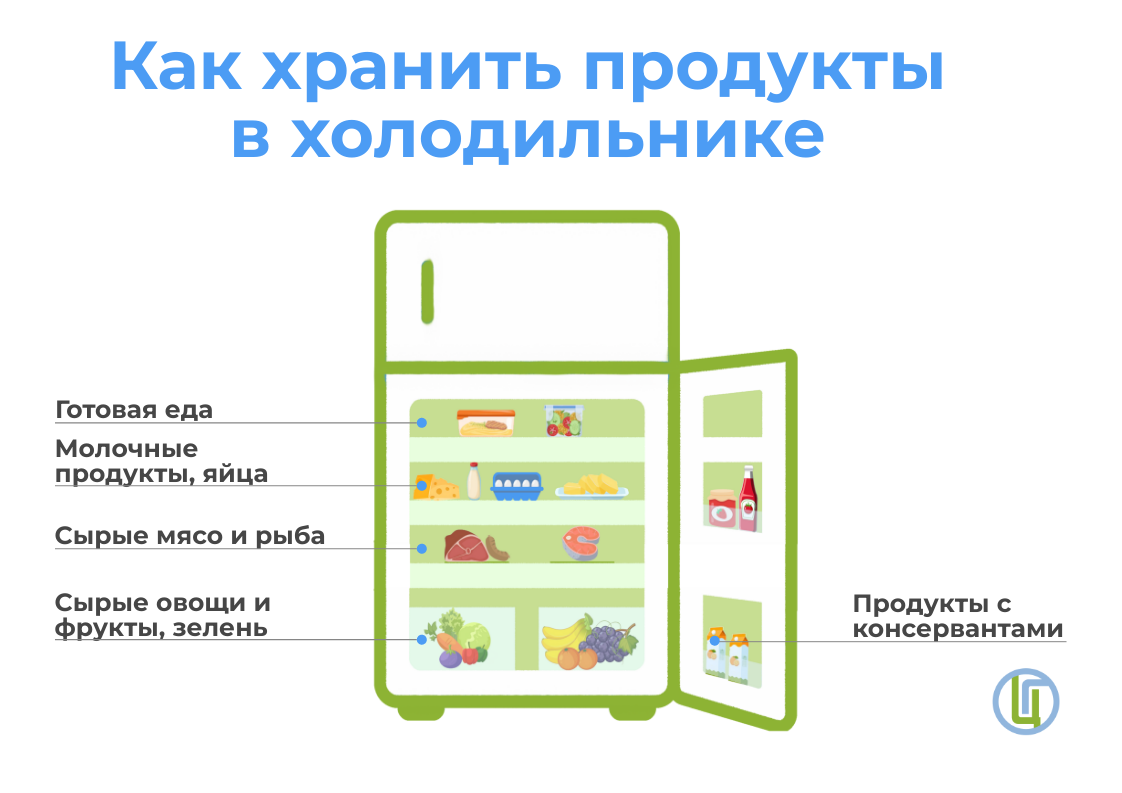 Как хранить продукты
в холодильнике
Готовая еда
Молочные
продукты, яйца
Сырые мясо и рыба
Сырые овощи и
фрукты, зелень
Продукты с
консервантами